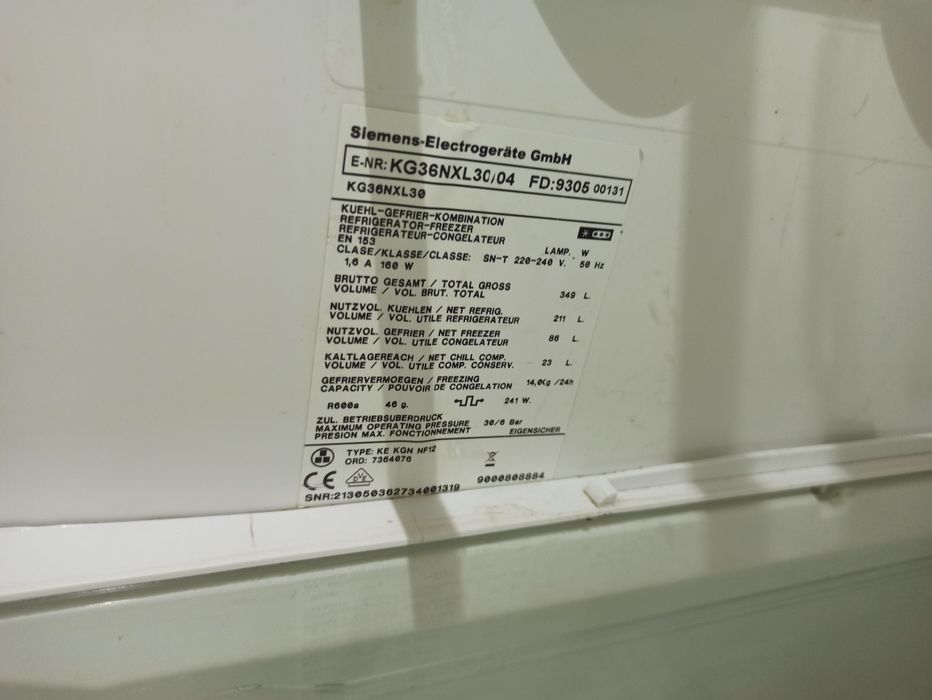 Siemens-Electrogeräte GmbH
E-NR: KG36NXL30/04 FD:9305 00131
KG36NXL30
KUEHL-GEFRIER-KOMBINATION
REFRIGERATOR-FREEZER
REFRIGERATEUR-CONGELATEUR
EN 153 LAMP. W
CLASE/KLASSE/CLASSE: SN-T 220-240 V. 50 Hz
1,6 A 160 W
BRUTTO GESAMT / TOTAL GROSS
VOLUME / VOL. BRUT. TOTAL 349 L.
NUTZVOL. KUEHLEN / NET REFRIG.
VOLUME / VOL. UTILE REFRIGERATEUR 211 L.
NUTZVOL. GEFRIER / NET FREEZER
VOLUME / VOL. UTILE CONGELATEUR 86 L.
KALTLAGEREACH / NET CHILL COMP.
VOLUME / VOL. UTILE COMP. CONSERV. 23 L.
GEFRIERVERMOEGEN / FREEZING
CAPACITY / POUVOIR DE CONGELATION 14,0Kg /24h
R600a 46 g. 241 W.
ZUL. BETRIEBSUBERDRUCK
MAXIMUM OPERATING PRESSURE 30/6 Bar
PRESION MAX. FONCTIONNEMENT EIGENSICHER
TYPE: KE KGN NF12
ORD: 7364076
CE DVE 9000808884
SNR:213050362734001319